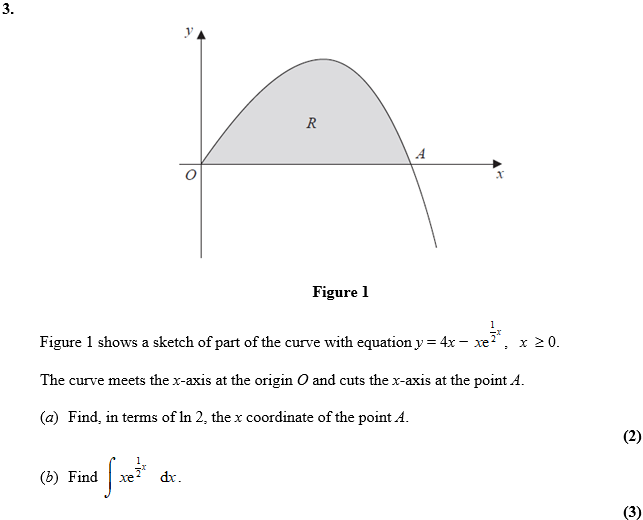 3.
y
R
A
O
x
Figure 1
Figure 1 shows a sketch of part of the curve with equation y = 4x − xe^{\frac{1}{2}x}, x ≥ 0.
The curve meets the x-axis at the origin O and cuts the x-axis at the point A.
(a) Find, in terms of ln 2, the x coordinate of the point A.
(2)
(b) Find ∫ xe^{\frac{1}{2}x} dx.
(3)